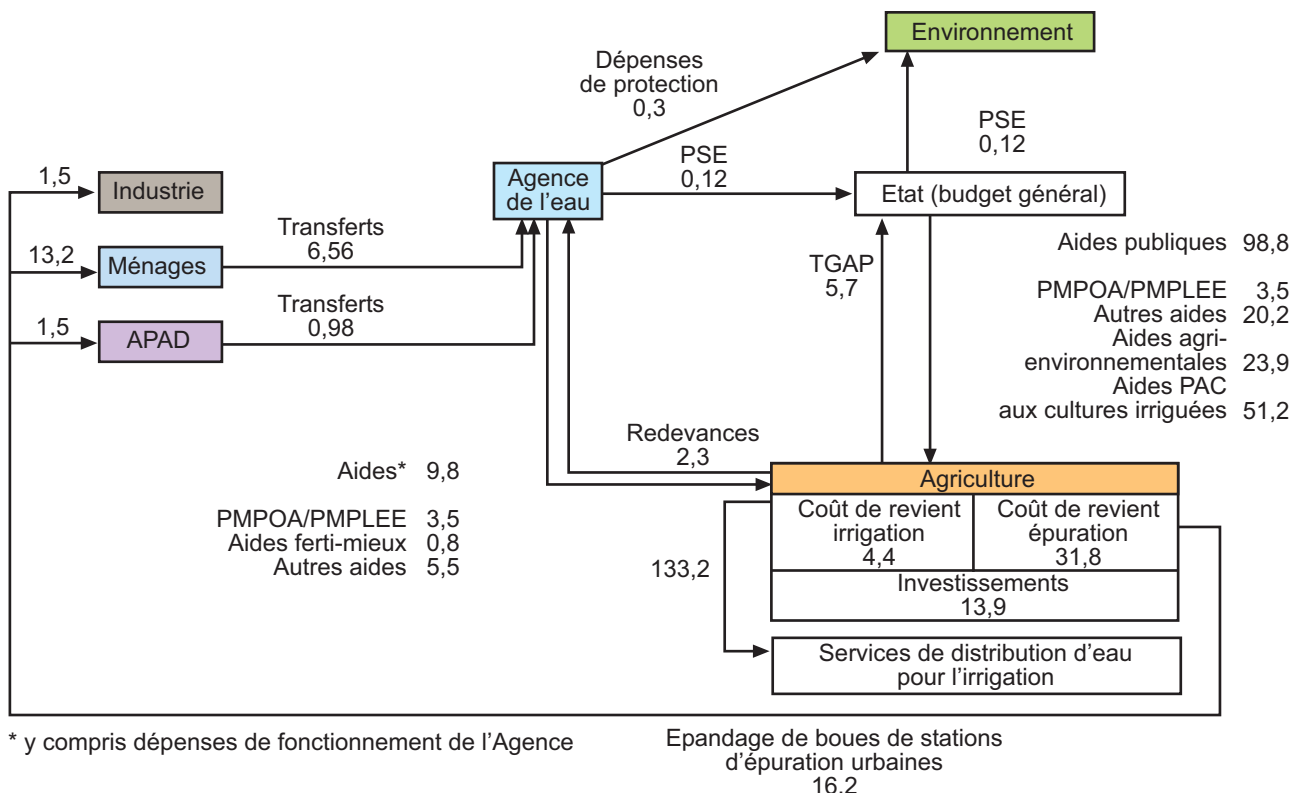 Environnement
Dépenses
de protection
0,3
PSE
0,12
PSE
0,12
1,5
Industrie
Agence
de l'eau
Etat (budget général)
13,2
Ménages
Transferts
6,56
TGAP
5,7
Aides publiques 98,8
PMPOA/PMPLEE 3,5
Autres aides 20,2
Aides agri-
environnementales 23,9
Aides PAC
aux cultures irriguées 51,2
1,5
APAD
Transferts
0,98
Redevances
2,3
Aides* 9,8
PMPOA/PMPLEE 3,5
Aides ferti-mieux 0,8
Autres aides 5,5
Agriculture
Coût de revient
irrigation
4,4
Coût de revient
épuration
31,8
133,2
Investissements
13,9
Services de distribution d'eau
pour l'irrigation
* y compris dépenses de fonctionnement de l'Agence
Epandage de boues de stations
d'épuration urbaines
16,2